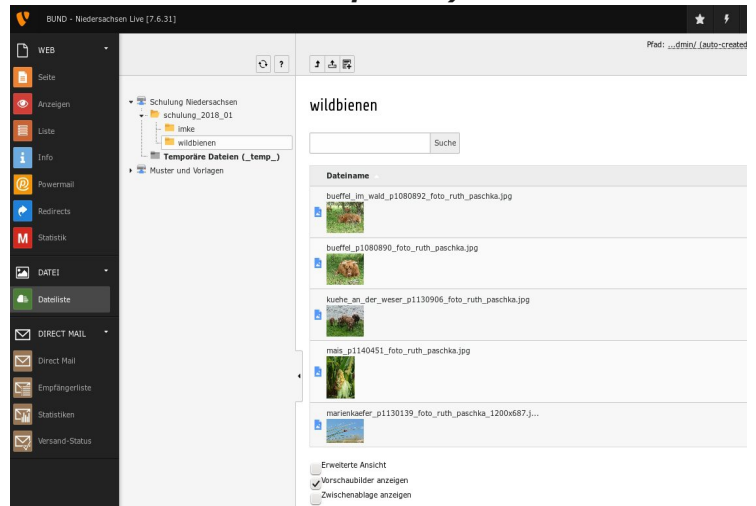 BUND - Niedersachsen Live [7.6.31]
WEB
Seite
Anzeigen
Liste
Info
Powermail
Redirects
Statistik
DATEI
Dateiliste
DIRECT MAIL
Direct Mail
Empfängerliste
Statistiken
Versand-Status
Schulung Niedersachsen
schulung_2018_01
imke
wildbienen
Temporäre Dateien (_temp_)
Muster und Vorlagen
Pfad: ...dmin/ (auto-created
wildbienen
Suche
Dateiname
bueffel_im_wald_p1080892_foto_ruth_paschka.jpg
bueffel_p1080890_foto_ruth_paschka.jpg
kuehe_an_der_weser_p1130906_foto_ruth_paschka.jpg
mais_p1140451_foto_ruth_paschka.jpg
marienkaefer_p1130139_foto_ruth_paschka_1200x687.j...
Erweiterte Ansicht
Vorschaubilder anzeigen
Zwischenablage anzeigen